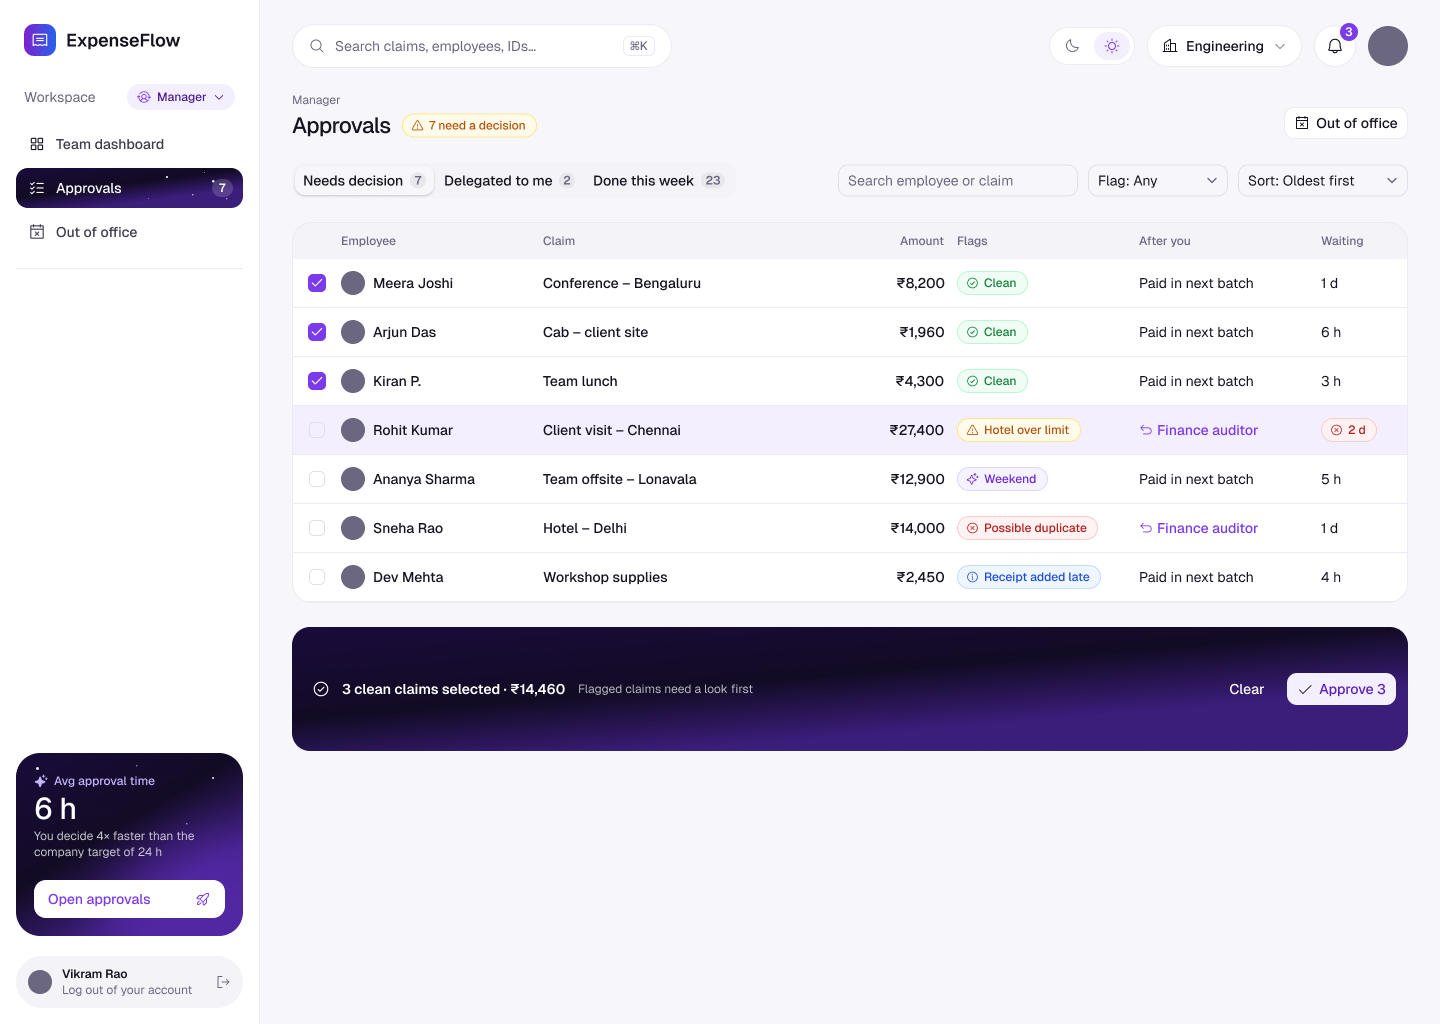 ExpenseFlow
Search claims, employees, IDs...
⌘K
Engineering
3
Workspace
Manager
Team dashboard
Approvals
7
Out of office
Manager
Approvals
7 need a decision
Out of office
Needs decision 7
Delegated to me 2
Done this week 23
Search employee or claim
Flag: Any
Sort: Oldest first
Employee Claim Amount Flags After you Waiting
Meera Joshi Conference – Bengaluru ₹8,200 Clean Paid in next batch 1 d
Arjun Das Cab – client site ₹1,960 Clean Paid in next batch 6 h
Kiran P. Team lunch ₹4,300 Clean Paid in next batch 3 h
Rohit Kumar Client visit – Chennai ₹27,400 Hotel over limit Finance auditor 2 d
Ananya Sharma Team offsite – Lonavala ₹12,900 Weekend Paid in next batch 5 h
Sneha Rao Hotel – Delhi ₹14,000 Possible duplicate Finance auditor 1 d
Dev Mehta Workshop supplies ₹2,450 Receipt added late Paid in next batch 4 h
3 clean claims selected · ₹14,460 Flagged claims need a look first Clear Approve 3
Avg approval time
6 h
You decide 4× faster than the
company target of 24 h
Open approvals
Vikram Rao
Log out of your account